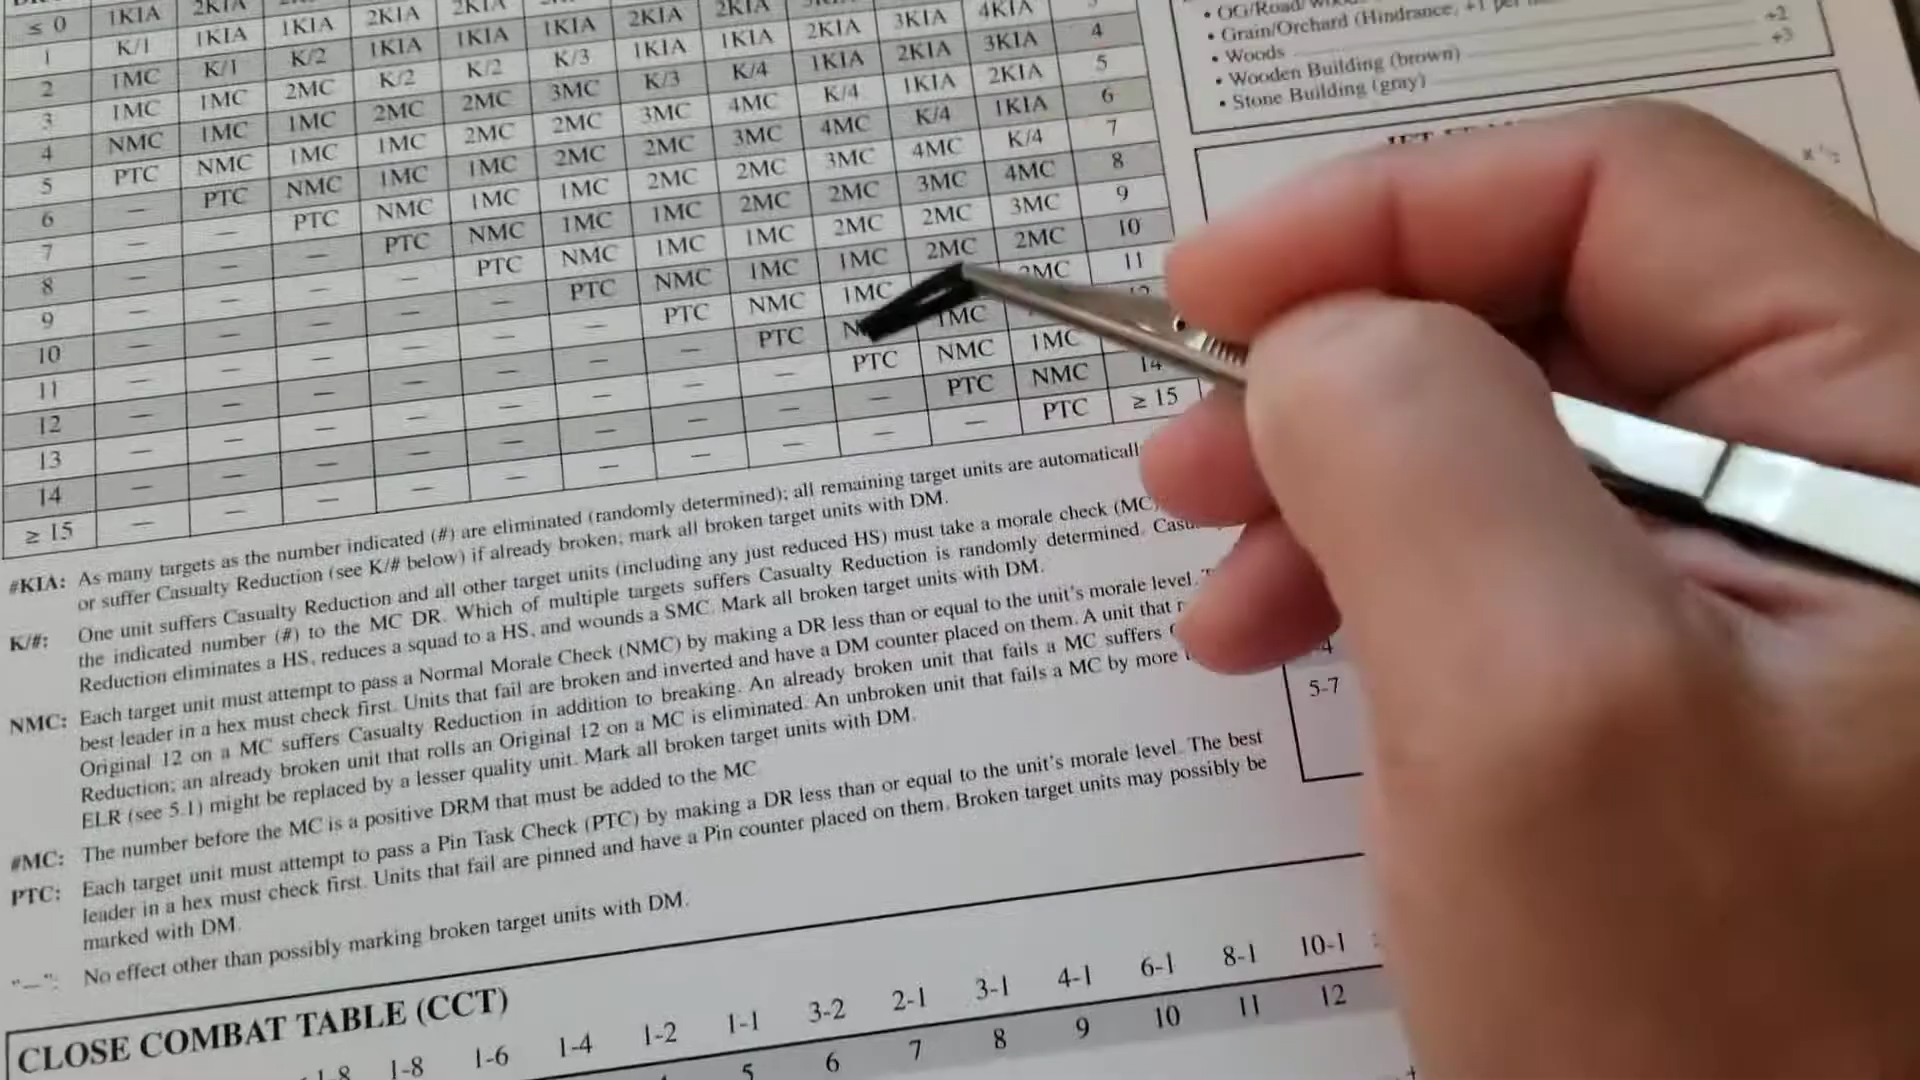 ≤ 0 1KIA 2KIA
1 K/1 1KIA 1KIA 2KIA 2KIA
2 1MC K/1 K/2 1KIA 1KIA 1KIA 2KIA 2KIA
3 1MC 1MC 2MC K/2 K/2 K/3 1KIA 1KIA 2KIA 3KIA 4KIA
4 NMC 1MC 1MC 2MC 2MC 3MC K/3 K/4 1KIA 2KIA 3KIA 4
5 PTC NMC 1MC 1MC 2MC 2MC 3MC 4MC K/4 1KIA 2KIA 5
6 — PTC NMC 1MC 1MC 2MC 2MC 3MC 4MC K/4 1KIA 6
7 — — PTC NMC 1MC 1MC 2MC 2MC 3MC 4MC K/4 7
8 — — — PTC NMC 1MC 1MC 2MC 2MC 3MC 4MC 8
9 — — — — PTC NMC 1MC 1MC 2MC 2MC 3MC 9
10 — — — — — PTC NMC 1MC 1MC 2MC 2MC 10
11 — — — — — — PTC NMC 1MC 2MC 11
12 — — — — — — — PTC 1MC
13 — — — — — — — — PTC NMC 1MC
14 — — — — — — — — — PTC NMC 14
≥ 15 — — — — — — — — — — PTC ≥ 15
#KIA: As many targets as the number indicated (#) are eliminated (randomly determined); all remaining target units are
or suffer Casualty Reduction (see K/# below) if already broken; mark all broken target units with DM.
K/#: One unit suffers Casualty Reduction and all other target units (including any just reduced HS) must take a morale check (MC)
the indicated number (#) to the MC DR. Which of multiple targets suffers Casualty Reduction is randomly determined.
Reduction eliminates a HS, reduces a squad to a HS, and wounds a SMC. Mark all broken target units with DM.
NMC: Each target unit must attempt to pass a Normal Morale Check (NMC) by making a DR less than or equal to the unit's morale level.
best leader in a hex must check first. Units that fail are broken and inverted and have a DM counter placed on them. A unit that
Original 12 on a MC suffers Casualty Reduction in addition to breaking. An already broken unit that fails a MC suffers
Reduction; an already broken unit that rolls an Original 12 on a MC is eliminated. An unbroken unit that fails a MC by more
ELR (see 5.1) might be replaced by a lesser quality unit. Mark all broken target units with DM.
#MC: The number before the MC is a positive DRM that must be added to the MC
PTC: Each target unit must attempt to pass a Pin Task Check (PTC) by making a DR less than or equal to the unit's morale level. The best
leader in a hex must check first. Units that fail are pinned and have a Pin counter placed on them. Broken target units may possibly be
marked with DM.
"—": No effect other than possibly marking broken target units with DM.
CLOSE COMBAT TABLE (CCT)
1-8 1-6 1-4 1-2 1-1 3-2 2-1 3-1 4-1 6-1 8-1 10-1
5 6 7 8 9 10 11 12
• Grain/Orchard (Hindrance, +1 per
• Woods
• Wooden Building (brown) +2
• Stone Building (gray) +3
5-7